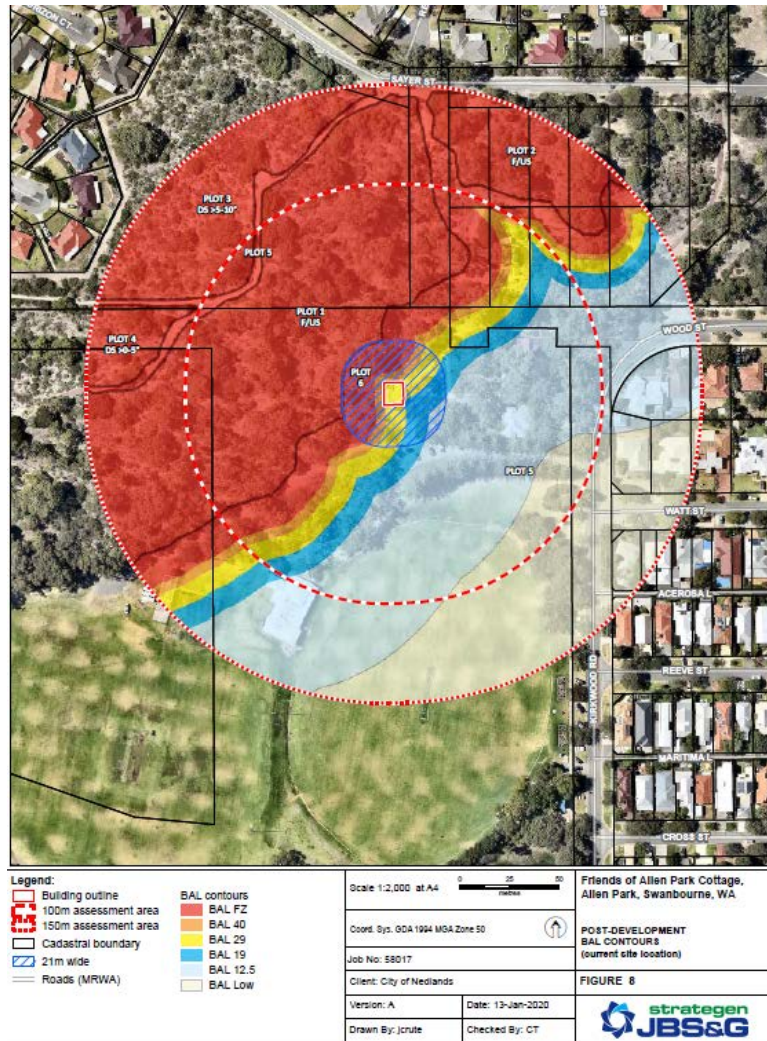 ORIZON CT
SAYER ST
PLOT 2
F/US
PLOT 3
DS >5-10°
PLOT 5
PLOT 1
F/US
PLOT 4
DS >0-5°
WOOD ST
PLOT
6
PLOT 5
WATT ST
ACEROSA L
REEVE ST
KIRKWOOD RD
MARITIMA L
CROSS ST
Legend:
Building outline
100m assessment area
150m assessment area
Cadastral boundary
21m wide
Roads (MRWA)
BAL contours
BAL FZ
BAL 40
BAL 29
BAL 19
BAL 12.5
BAL Low
Scale 1:2,000 at A4
0 25 50
metres
Coord. Sys. GDA 1994 MGA Zone 50
Job No: 58017
Client: City of Nedlands
Version: A
Date: 13-Jan-2020
Drawn By: jcrute
Checked By: CT
Friends of Allen Park Cottage,
Allen Park, Swanbourne, WA
POST-DEVELOPMENT
BAL CONTOURS
(current site location)
FIGURE 8
strategen
JBS&G